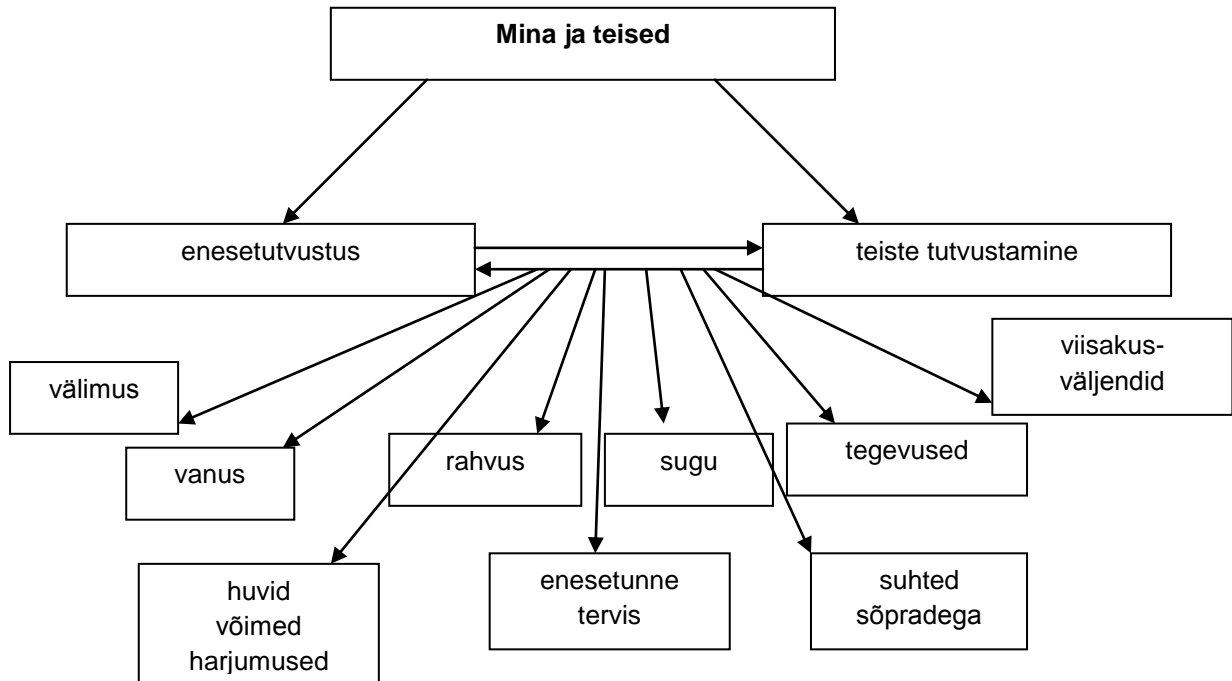 Mina ja teised
enesetutvustus
teiste tutvustamine
viisakus-
väljendid
välimus
vanus
rahvus
sugu
tegevused
huvid
võimed
harjumused
enesetunne
tervis
suhted
sõpradega